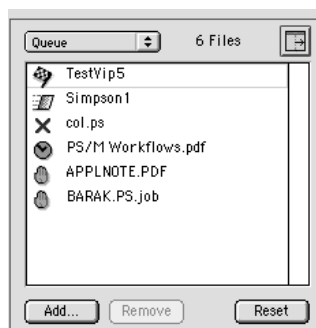 Queue 6 Files
TestVip5
Simpson1
col.ps
PS/M Workflows.pdf
APPLNOTE.PDF
BARAK.PS.job
Add... Remove Reset